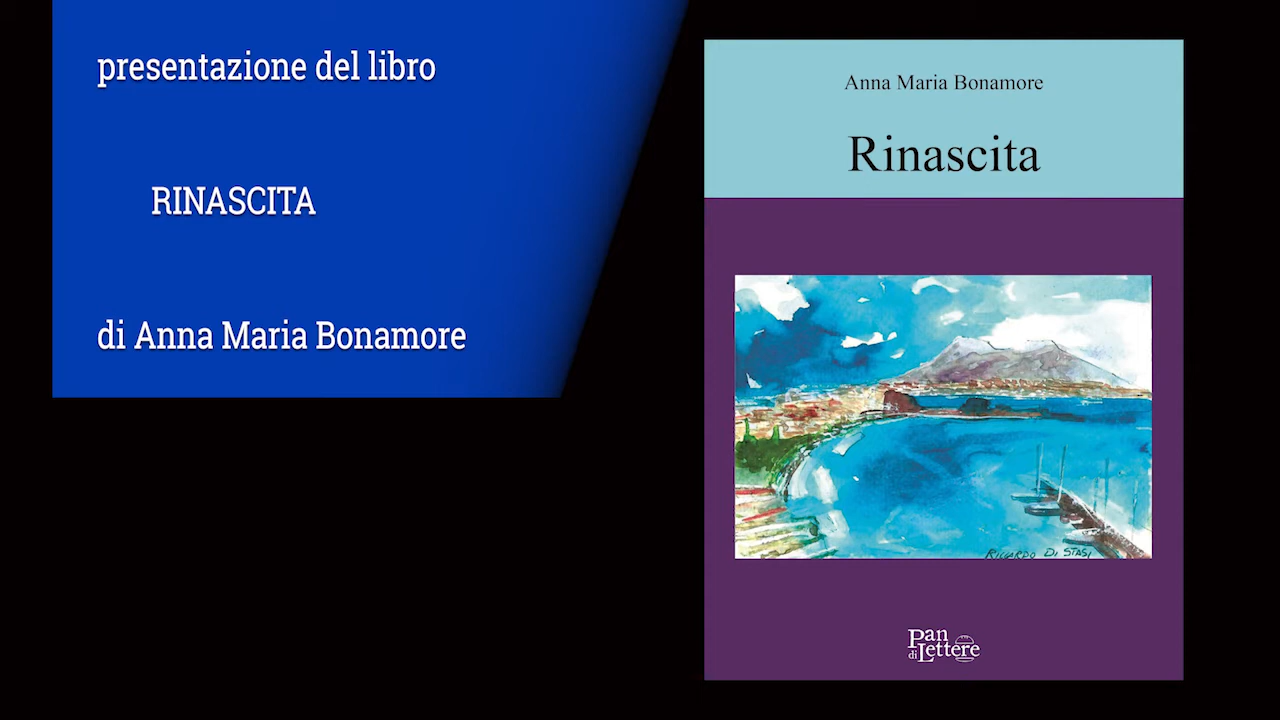 presentazione del libro
RINASCITA
di Anna Maria Bonamore
Anna Maria Bonamore
Rinascita
RICCARDO DI STASI
Pan
di Lettere